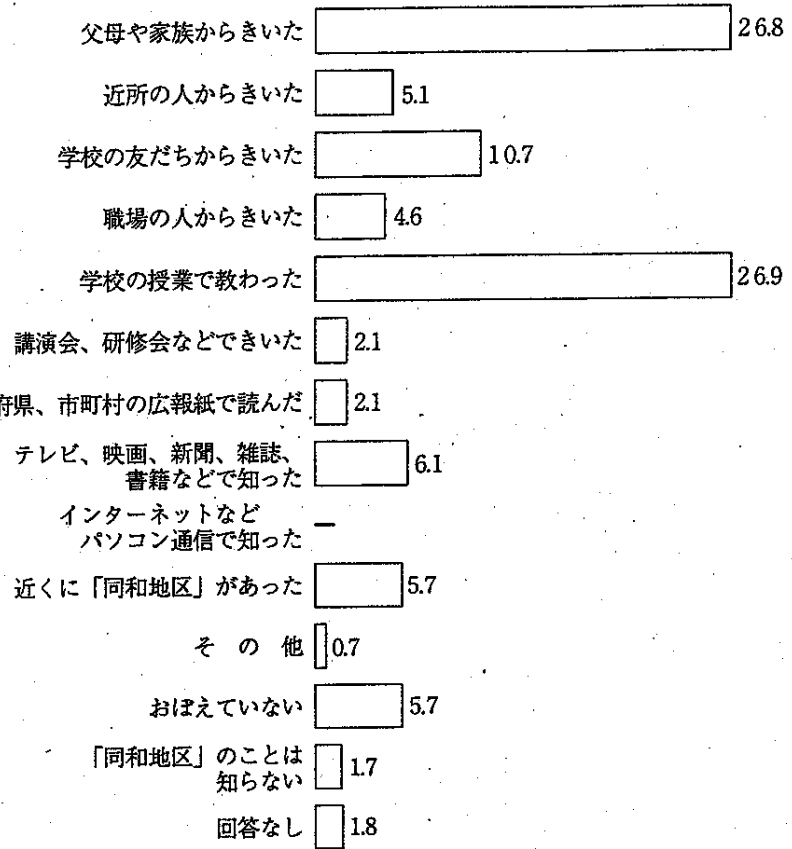 父母や家族からきいた 26.8
近所の人からきいた 5.1
学校の友だちからきいた 10.7
職場の人からきいた 4.6
学校の授業で教わった 26.9
講演会、研修会などできいた 2.1
府県、市町村の広報紙で読んだ 2.1
テレビ、映画、新聞、雑誌、
書籍などで知った 6.1
インターネットなど
パソコン通信で知った －
近くに「同和地区」があった 5.7
そ の 他 0.7
おぼえていない 5.7
「同和地区」のことは
知らない 1.7
回答なし 1.8